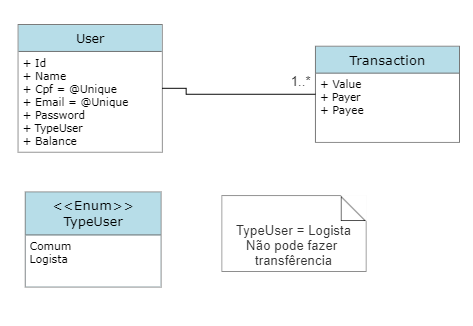 User
+ Id
+ Name
+ Cpf = @Unique
+ Email = @Unique
+ Password
+ TypeUser
+ Balance
1..*
Transaction
+ Value
+ Payer
+ Payee
<<Enum>>
TypeUser
Comum
Logista
TypeUser = Logista
Não pode fazer
transfêrencia